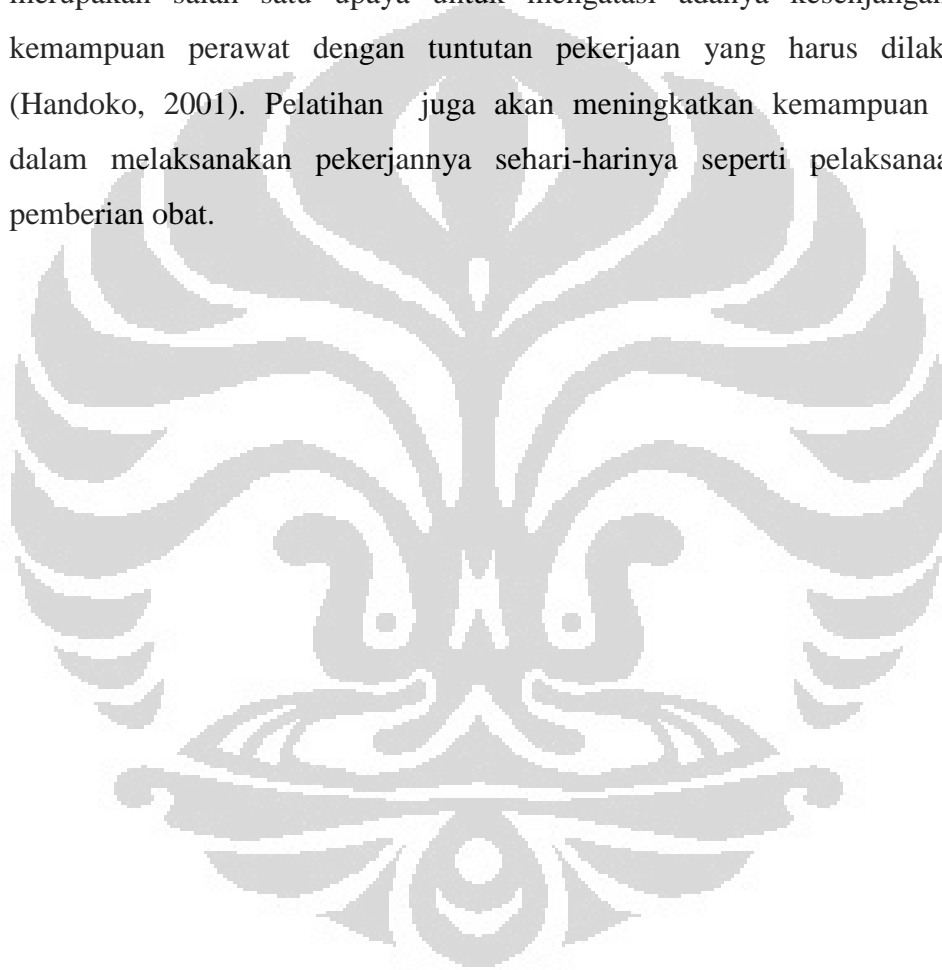 merupakan salah satu upaya untuk mengatasi adanya kesenjangan
kemampuan perawat dengan tuntutan pekerjaan yang harus dilak
(Handoko, 2001). Pelatihan juga akan meningkatkan kemampuan
dalam melaksanakan pekerjannya sehari-harinya seperti pelaksanaa
pemberian obat.